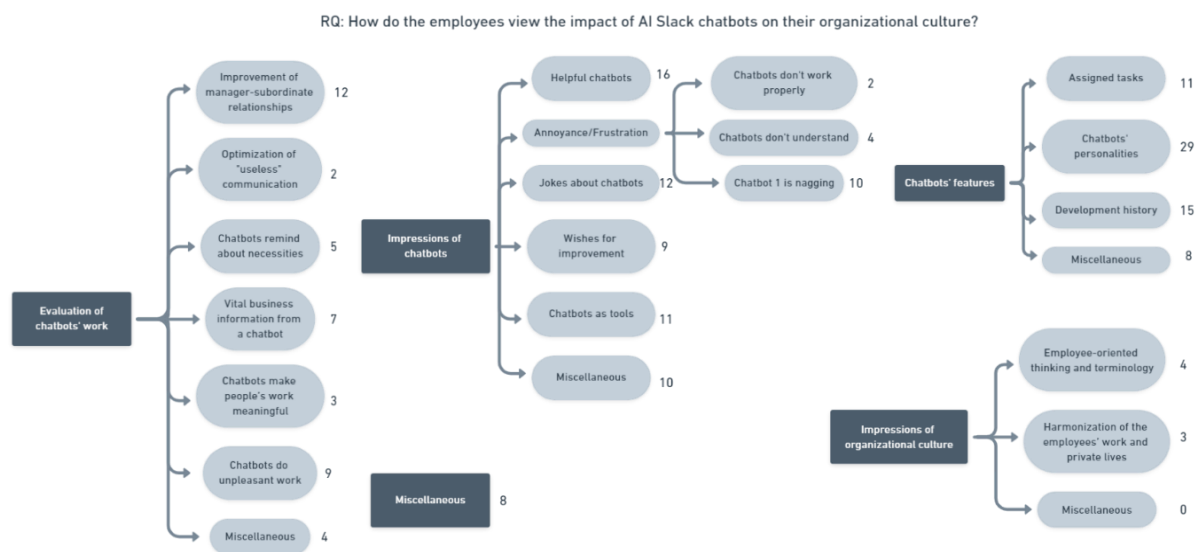 RQ: How do the employees view the impact of AI Slack chatbots on their organizational culture?
Evaluation of
chatbots' work
Improvement of
manager-subordinate
relationships
12
Optimization of
"useless"
communication
2
Chatbots remind
about necessities
5
Vital business
information from
a chatbot
7
Chatbots make
people's work
meaningful
3
Chatbots do
unpleasant work
9
Miscellaneous
4
Impressions of
chatbots
Helpful chatbots
16
Annoyance/Frustration
Chatbots don't work
properly
2
Chatbots don't understand
4
Chatbot 1 is nagging
10
Jokes about chatbots
12
Wishes for
improvement
9
Chatbots as tools
11
Miscellaneous
10
Miscellaneous
8
Chatbots' features
Assigned tasks
11
Chatbots'
personalities
29
Development history
15
Miscellaneous
8
Impressions of
organizational culture
Employee-oriented
thinking and terminology
4
Harmonization of the
employees' work and
private lives
3
Miscellaneous
0